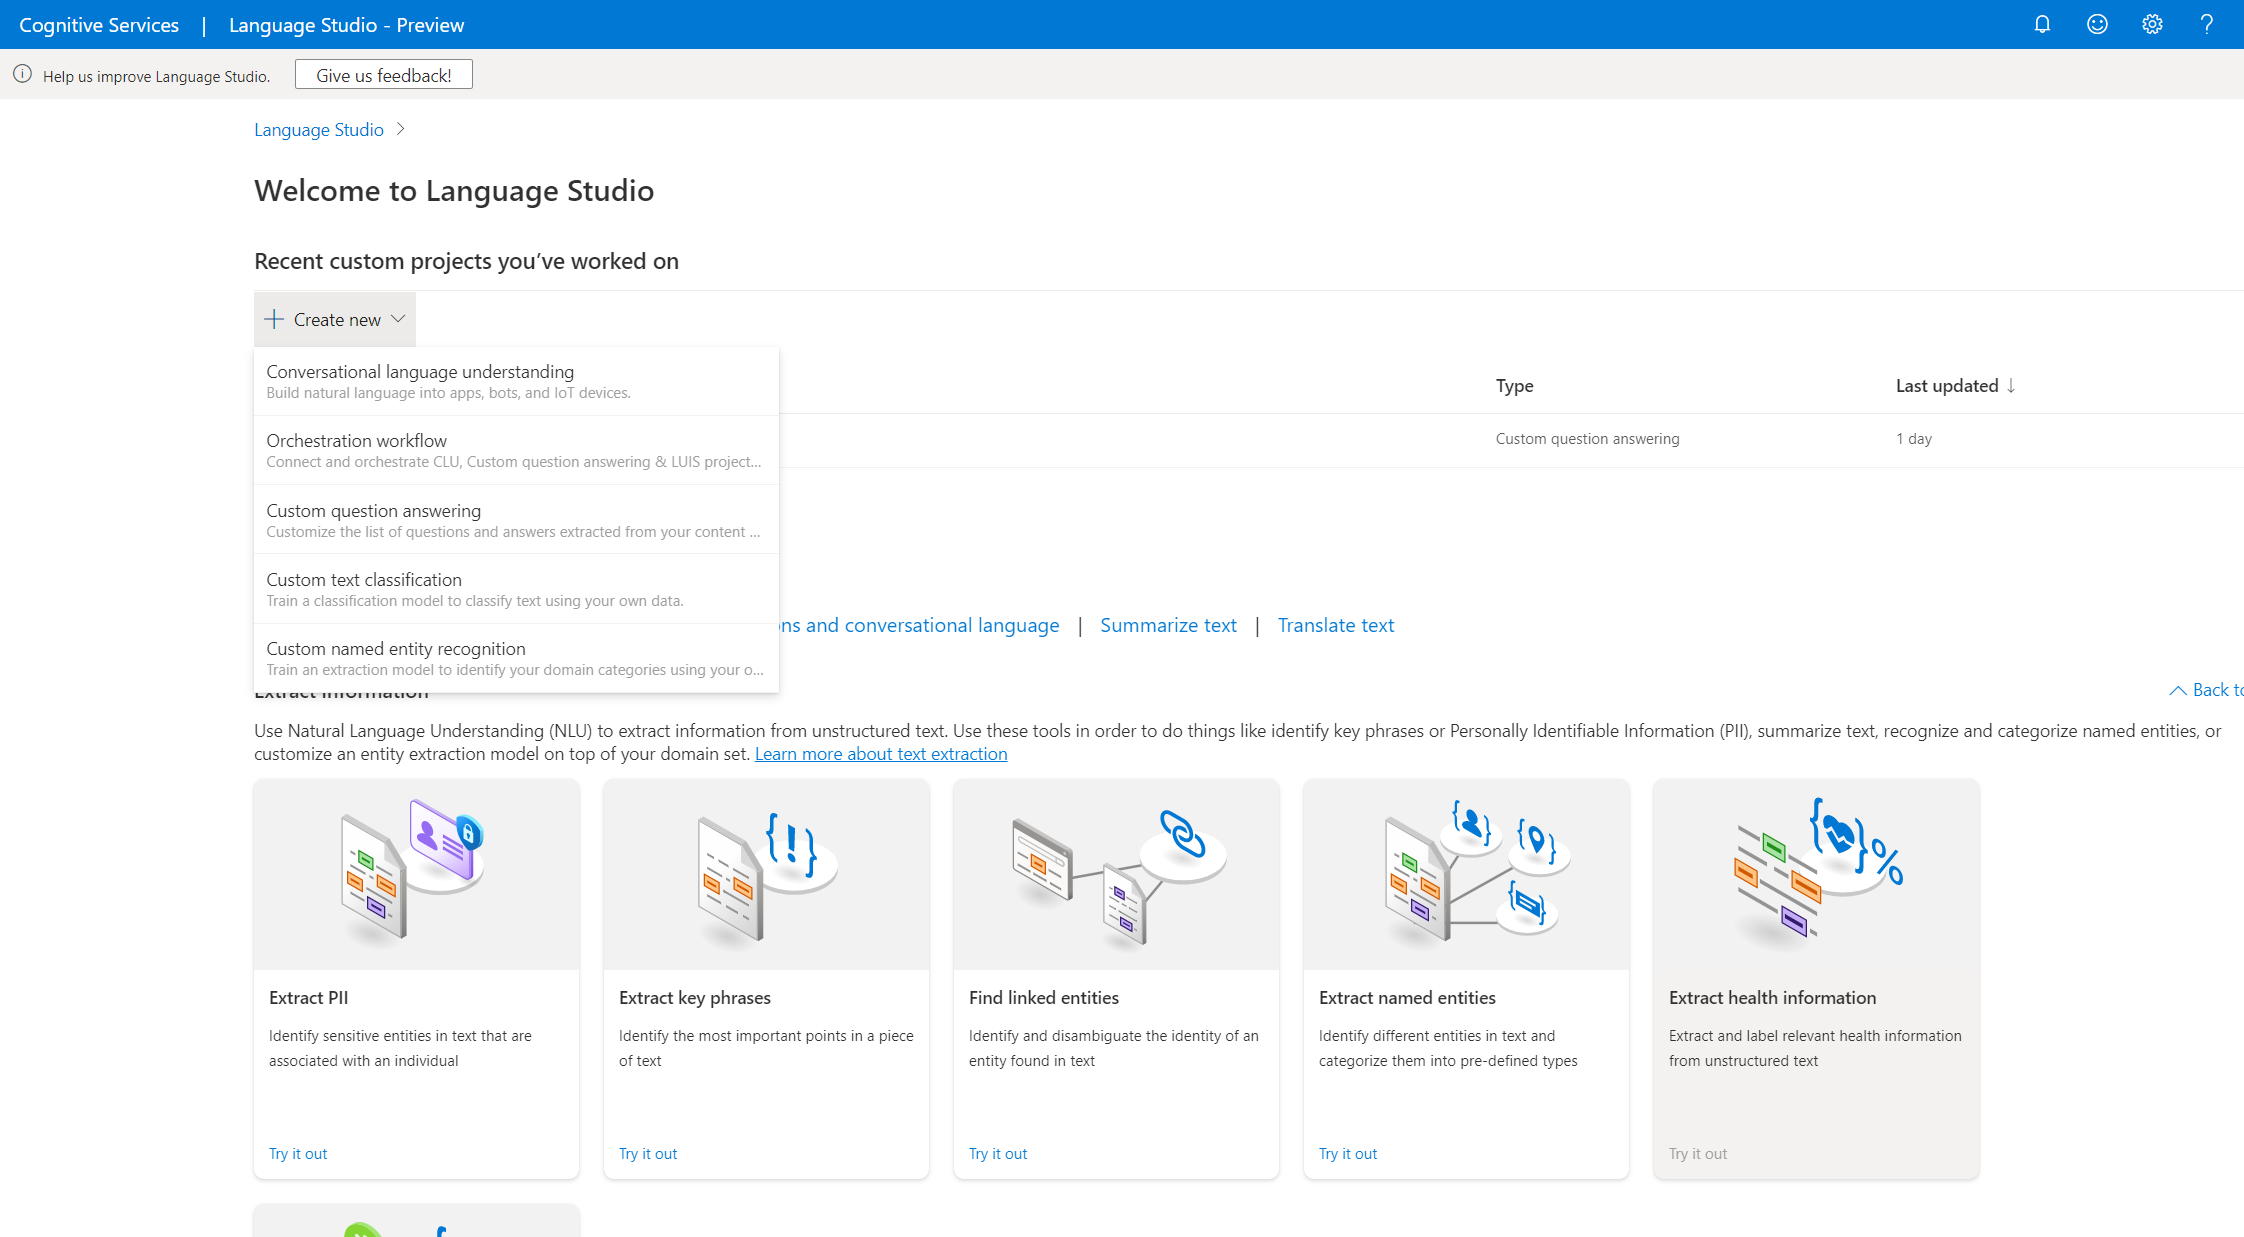 Cognitive Services | Language Studio - Preview
Help us improve Language Studio. Give us feedback!
Language Studio
Welcome to Language Studio
Recent custom projects you've worked on
Create new
Conversational language understanding
Build natural language into apps, bots, and IoT devices.
Type Last updated ↓
Orchestration workflow
Connect and orchestrate CLU, Custom question answering & LUIS project...
Custom question answering 1 day
Custom question answering
Customize the list of questions and answers extracted from your content ...
Custom text classification
Train a classification model to classify text using your own data.
Custom named entity recognition
Train an extraction model to identify your domain categories using your o...
ns and conversational language | Summarize text | Translate text
Extract information
Back to
Use Natural Language Understanding (NLU) to extract information from unstructured text. Use these tools in order to do things like identify key phrases or Personally Identifiable Information (PII), summarize text, recognize and categorize named entities, or
customize an entity extraction model on top of your domain set. Learn more about text extraction
Extract PII
Identify sensitive entities in text that are
associated with an individual
Try it out
Extract key phrases
Identify the most important points in a piece
of text
Try it out
Find linked entities
Identify and disambiguate the identity of an
entity found in text
Try it out
Extract named entities
Identify different entities in text and
categorize them into pre-defined types
Try it out
Extract health information
Extract and label relevant health information
from unstructured text
Try it out